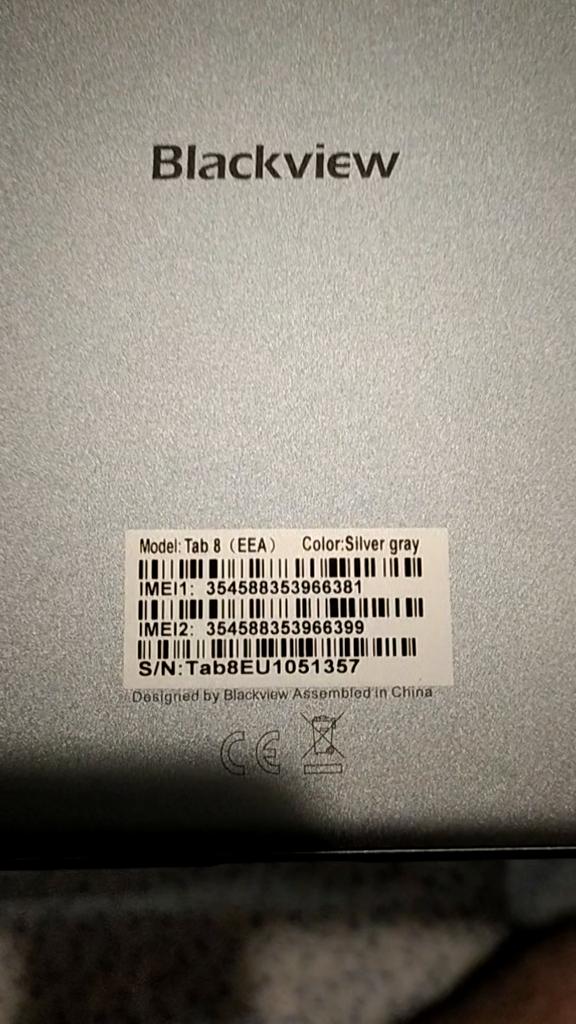 Blackview
Model: Tab 8 (EEA) Color:Silver gray
IMEI1: 354588353966381
IMEI2: 354588353966399
S/N:Tab8EU1051357
Designed by Blackview Assembled in China
CE